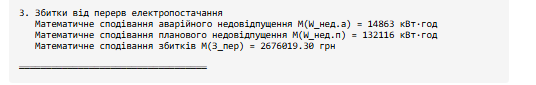 3. Збитки від перерв електропостачання
Математичне сподівання аварійного недовідпущення M(W_нед.а) = 14863 кВт·год
Математичне сподівання планового недовідпущення M(W_нед.п) = 132116 кВт·год
Математичне сподівання збитків M(З_пер) = 2676019.30 грн